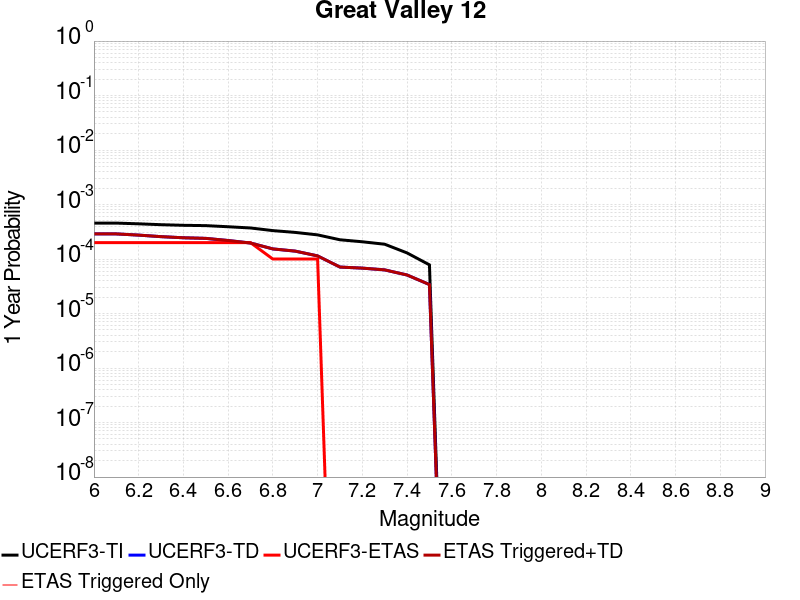 Great Valley 12
10^0
10^-1
10^-2
10^-3
10^-4
10^-5
10^-6
10^-7
10^-8
1 Year Probability
6 6.2 6.4 6.6 6.8 7 7.2 7.4 7.6 7.8 8 8.2 8.4 8.6 8.8 9
Magnitude
UCERF3-TI UCERF3-TD UCERF3-ETAS ETAS Triggered+TD
ETAS Triggered Only